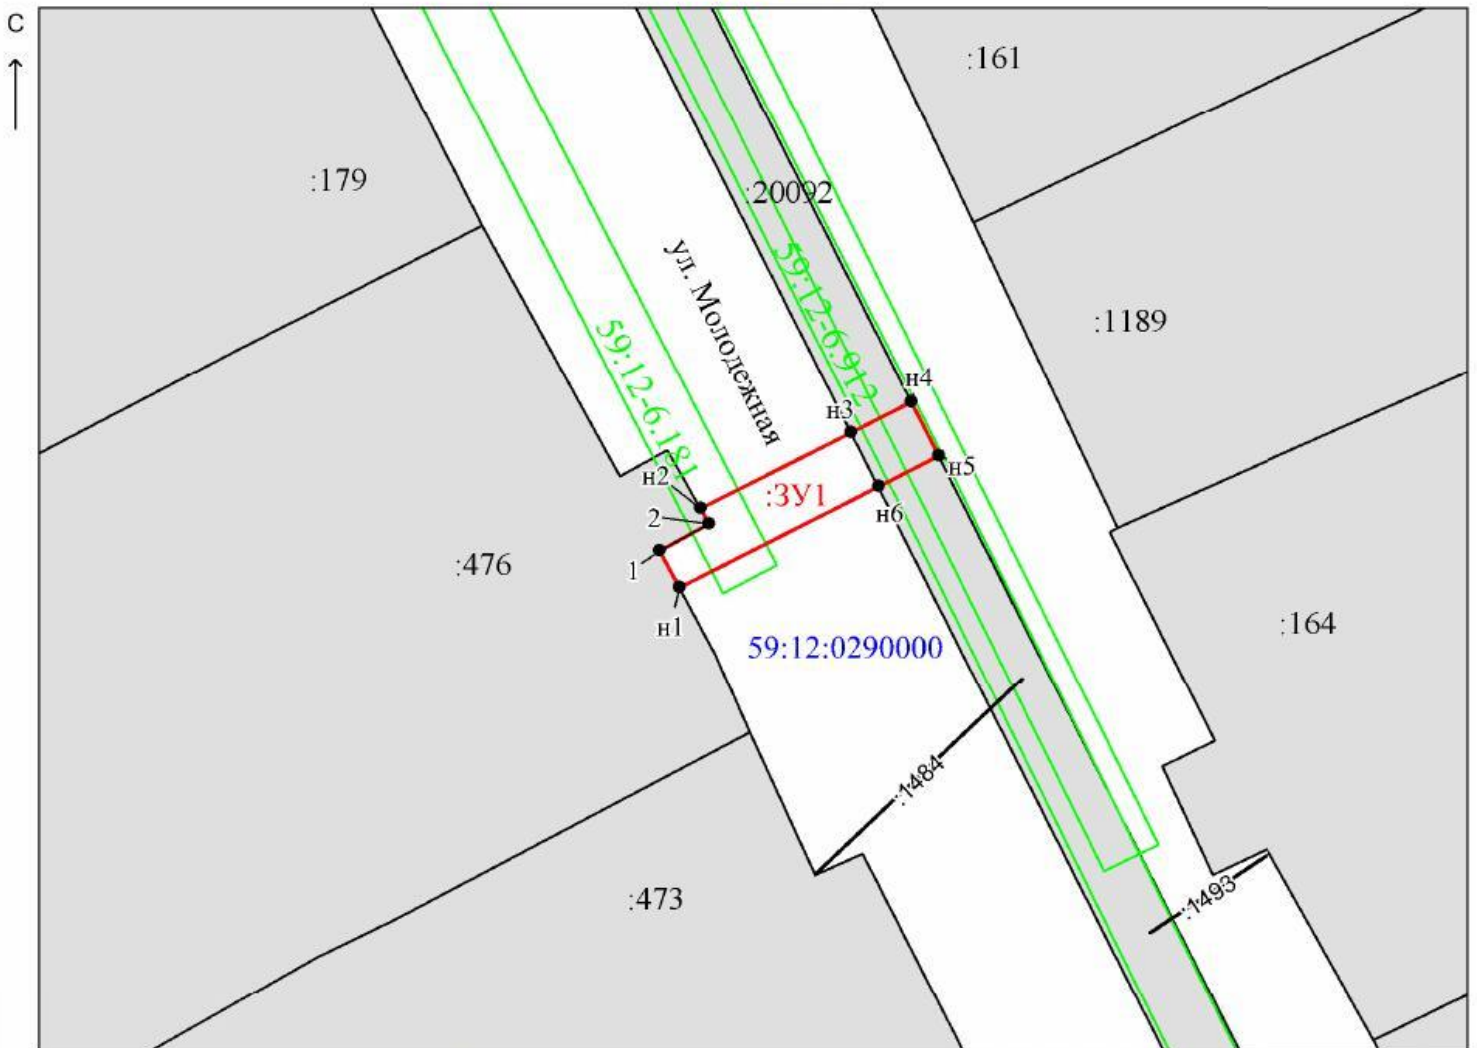 С
:161
:179
:20092
ул. Молодежная
59:12-6.912
:1189
59:12-6.181
н4
н3
н2
:ЗУ1
н5
н6
2
1
:476
н1
:164
59:12:0290000
:1484
:1493
:473